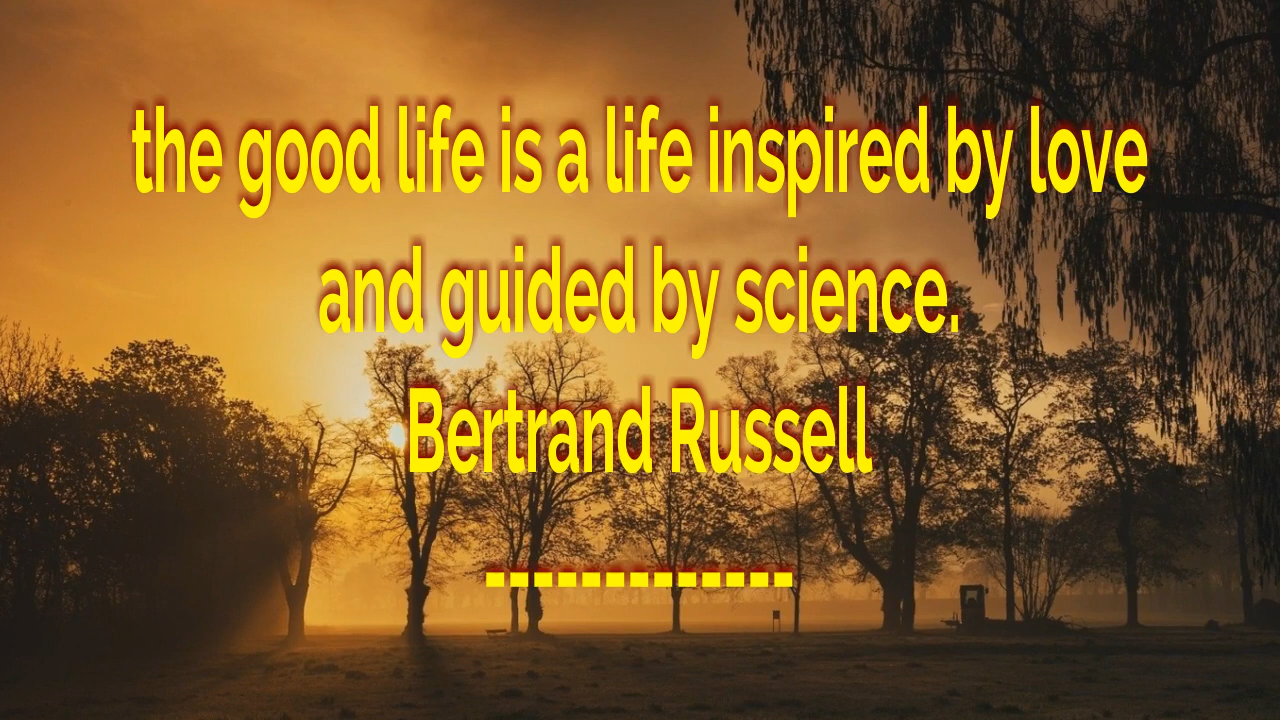 the good life is a life inspired by love
and guided by science.
Bertrand Russell
-------------